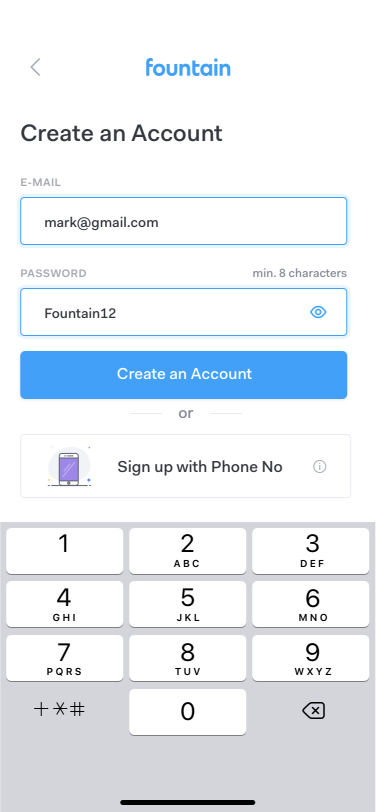 fountain
Create an Account
E-MAIL
mark@gmail.com
PASSWORD min. 8 characters
Fountain12
Create an Account
or
Sign up with Phone No
1 2 3
ABC DEF
4 5 6
GHI JKL MNO
7 8 9
PQRS TUV WXYZ
+*# 0